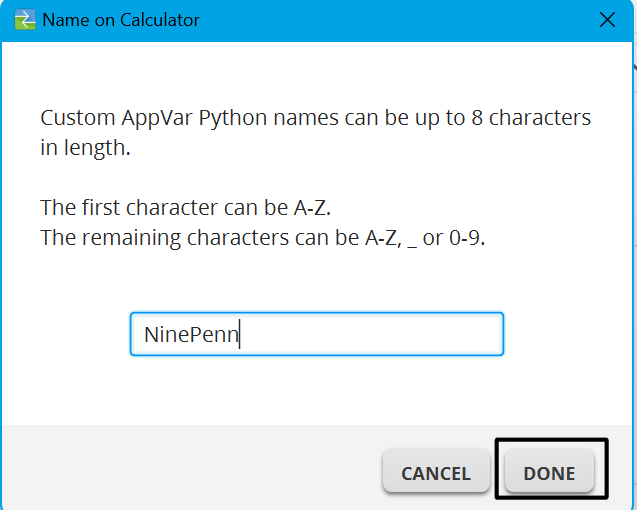 Name on Calculator
Custom AppVar Python names can be up to 8 characters
in length.
The first character can be A-Z.
The remaining characters can be A-Z, _ or 0-9.
NinePenn
CANCEL
DONE